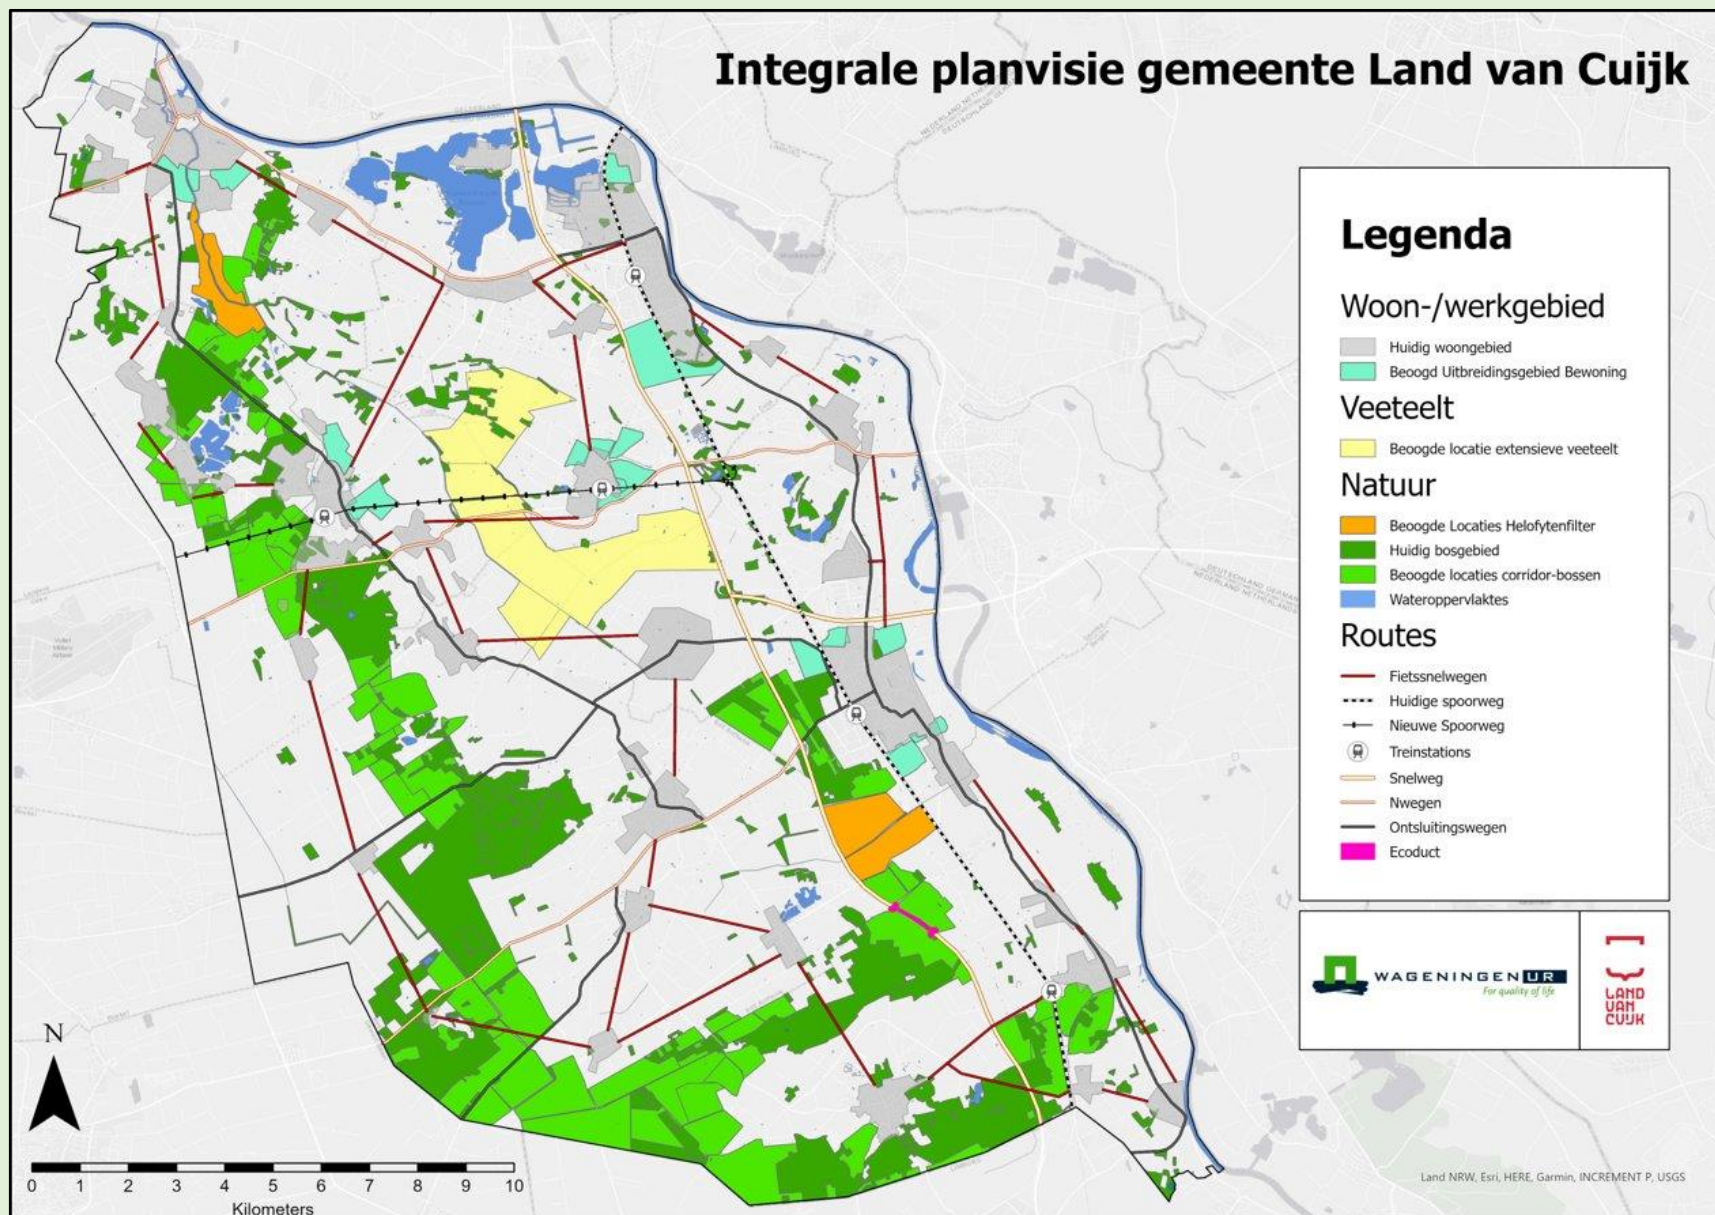 Integrale planvisie gemeente Land van Cuijk
Legenda
Woon-/werkgebied
Huidig woongebied
Beoogd Uitbreidingsgebied Bewoning
Veeteelt
Beoogde locatie extensieve veeteelt
Natuur
Beoogde Locaties Helofytenfilter
Huidig bosgebied
Beoogde locaties corridor-bossen
Wateroppervlaktes
Routes
Fietssnelwegen
Huidige spoorweg
Nieuwe Spoorweg
Treinstations
Snelweg
Nwegen
Ontsluitingswegen
Ecoduct
WAGENINGEN UR
For quality of life
LAND
VAN
CUIJK
N
0 1 2 3 4 5 6 7 8 9 10
Kilometers
Land NRW, Esri, HERE, Garmin, INCREMENT P, USGS